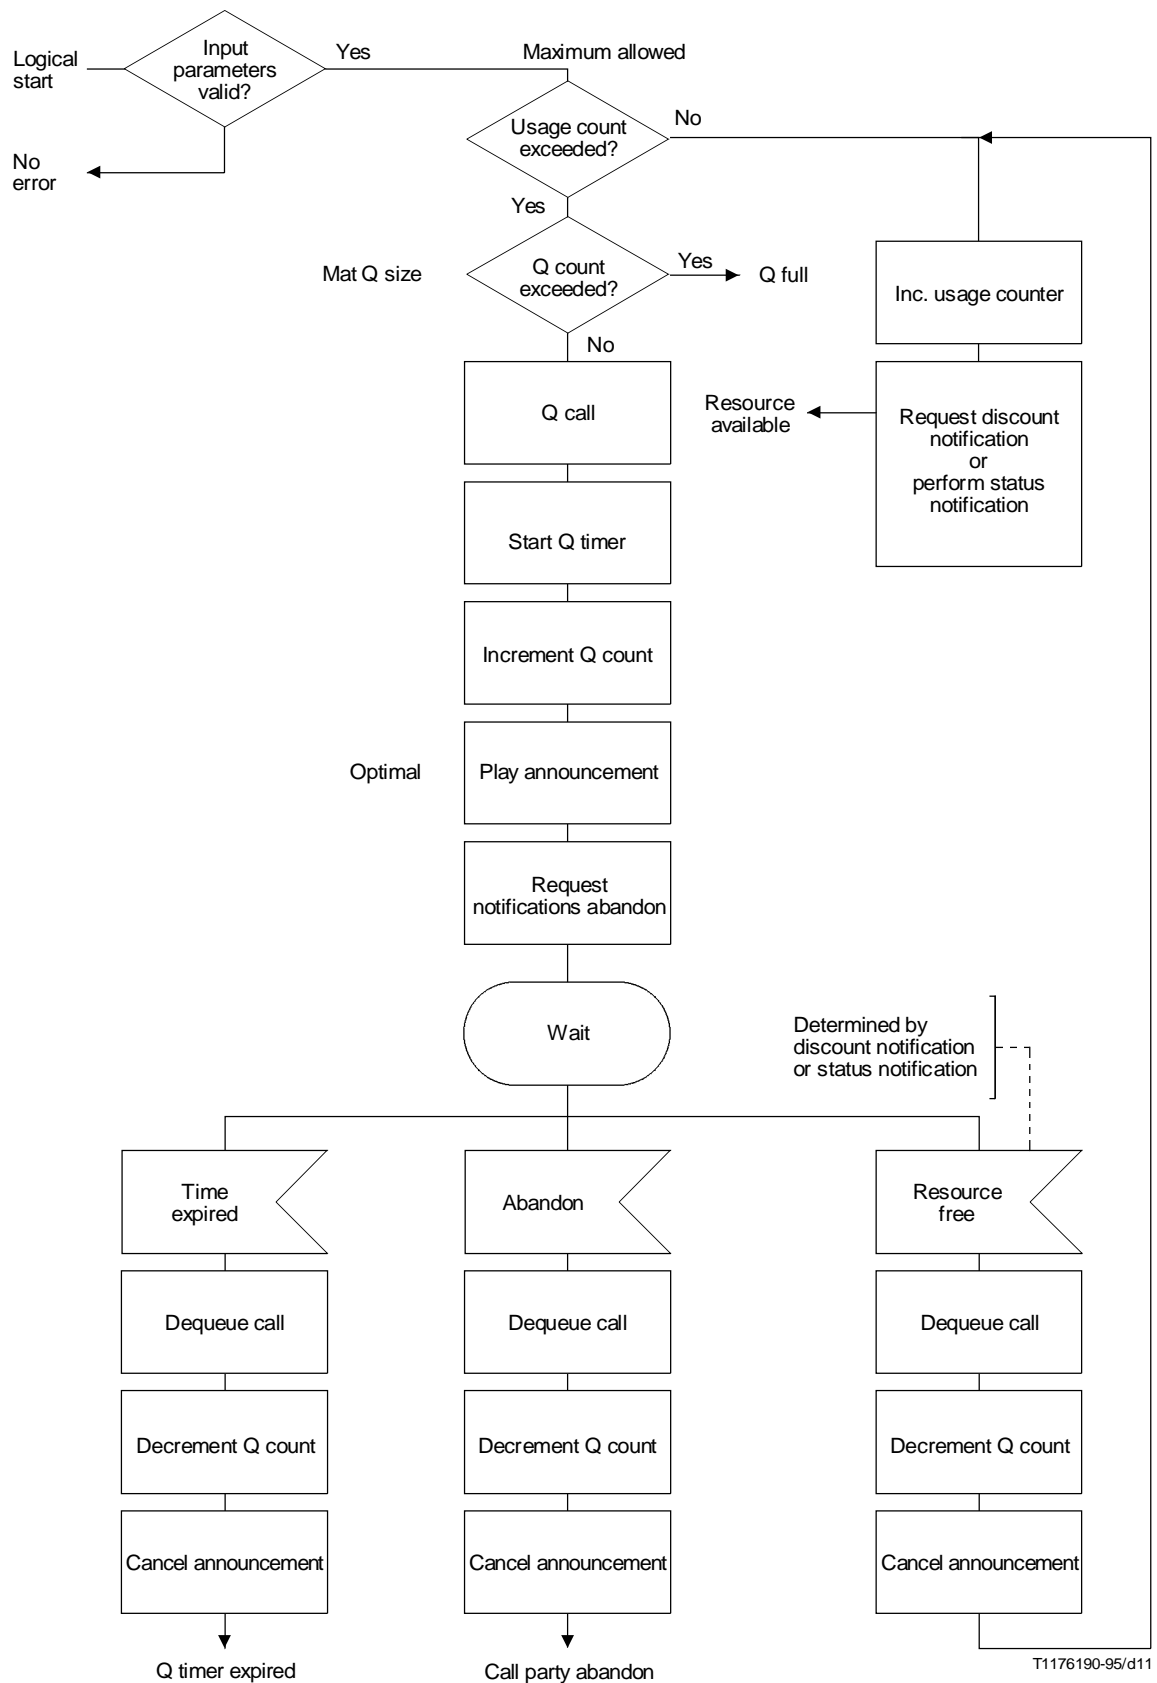 Logical
start
Input
parameters
valid?
Yes
Maximum allowed
No
error
Usage count
exceeded?
No
Yes
Mat Q size
Q count
exceeded?
Yes
Q full
No
Inc. usage counter
Q call
Resource
available
Request discount
notification
or
perform status
notification
Start Q timer
Increment Q count
Optimal
Play announcement
Request
notifications abandon
Wait
Determined by
discount notification
or status notification
Time
expired
Abandon
Resource
free
Dequeue call
Dequeue call
Dequeue call
Decrement Q count
Decrement Q count
Decrement Q count
Cancel announcement
Cancel announcement
Cancel announcement
Q timer expired
Call party abandon
T1176190-95/d11